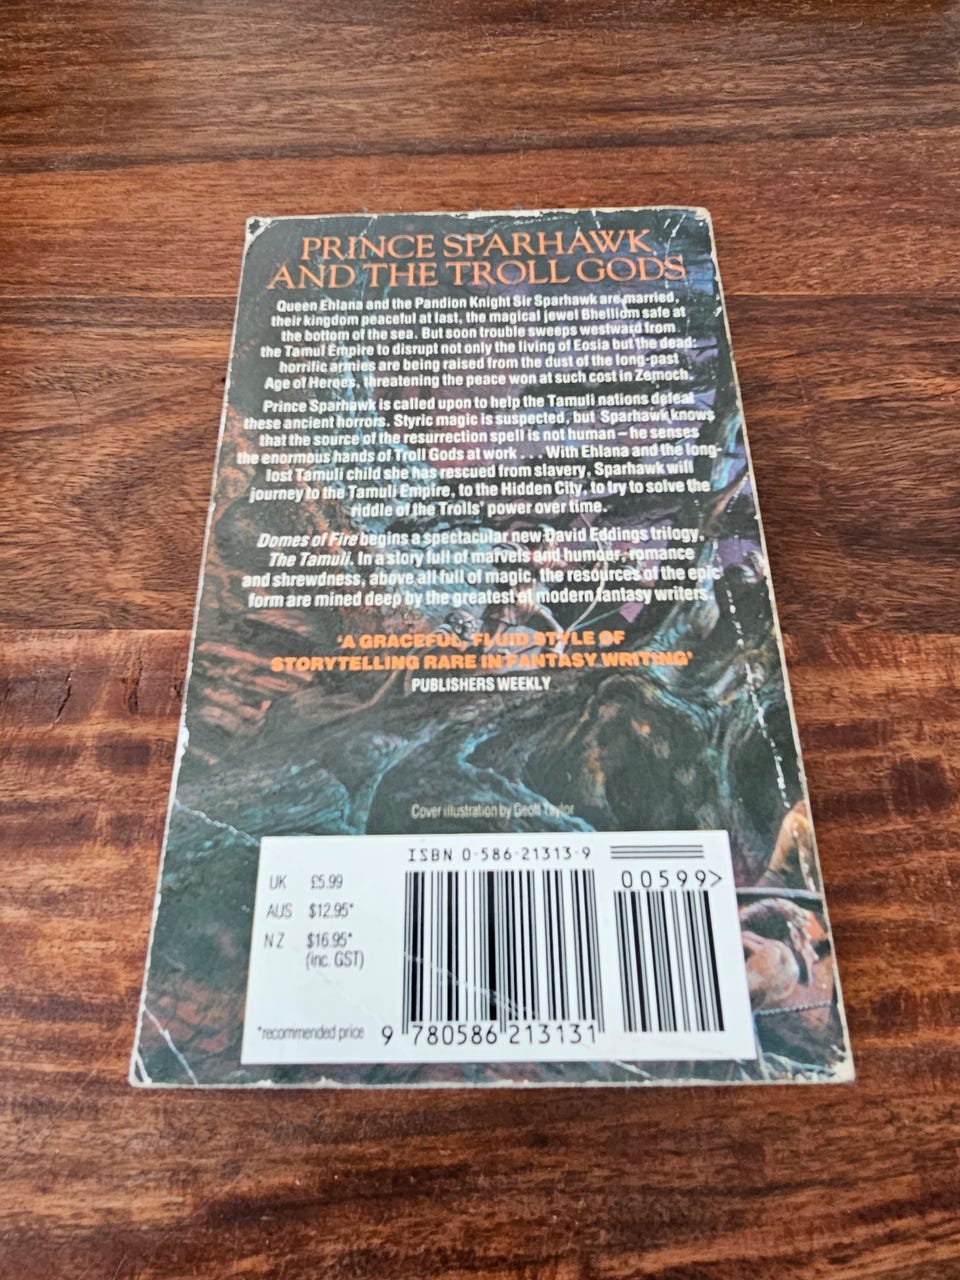 PRINCE SPARHAWK
AND THE TROLL GODS
Queen Ehlana and the Pandion Knight Sir Sparhawk are married,
their kingdom peaceful at last, the magical jewel Bhelliom safe at
the bottom of the sea. But soon trouble sweeps westward from
the Tamul Empire to disrupt not only the living of Eosia but the dead:
horrific armies are being raised from the dust of the long-past
Age of Heroes, threatening the peace won at such cost in Zemoch.
Prince Sparhawk is called upon to help the Tamuli nations defeat
these ancient horrors. Styric magic is suspected, but Sparhawk knows
that the source of the resurrection spell is not human – he senses
the enormous hands of Troll Gods at work . . . With Ehlana and the long-
lost Tamuli child she has rescued from slavery, Sparhawk will
journey to the Tamuli Empire, to the Hidden City, to try to solve the
riddle of the Trolls' power over time.
Domes of Fire begins a spectacular new David Eddings trilogy,
The Tamuli. In a story full of marvels and humour, romance
and shrewdness, above all full of magic, the resources of the epic
form are mined deep by the greatest of modern fantasy writers.
'A GRACEFUL, FLUID STYLE OF
STORYTELLING RARE IN FANTASY WRITING'
PUBLISHERS WEEKLY
Cover illustration by Geoff Taylor
ISBN 0-586-21313-9
UK £5.99
AUS $12.95*
NZ $16.95*
(inc. GST)
*recommended price
00599>
9 780586 213131